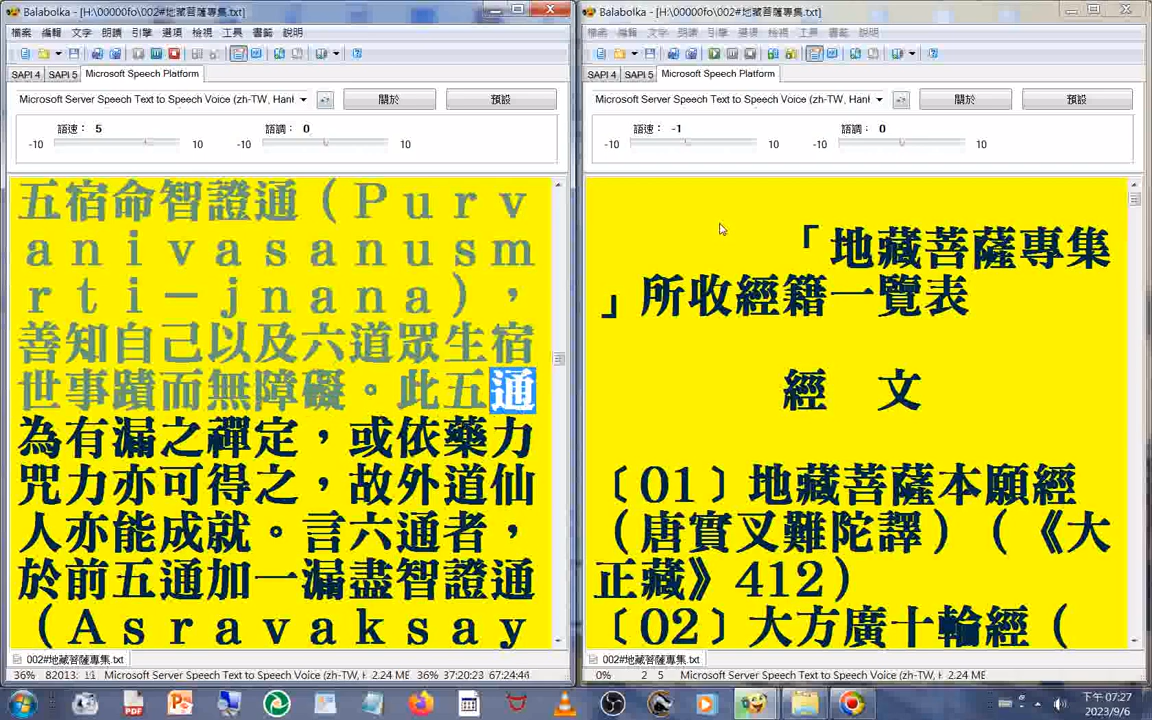 Balabolka - [H:\00000fo\002#地藏菩薩專集.txt]
檔案 編輯 文字 朗讀 引擎 選項 檢視 工具 書籤 說明
SAPI 4 SAPI 5 Microsoft Speech Platform
Microsoft Server Speech Text to Speech Voice (zh-TW, Han
關於 預設
語速： 5 語調： 0
-10 10 -10 10
五宿命智證通（Ｐｕｒｖ
ａｎｉｖａｓａｎｕｓｍ
ｒｔｉ－ｊｎａｎａ），
善知自己以及六道眾生宿
世事蹟而無障礙。此五通
為有漏之禪定，或依藥力
咒力亦可得之，故外道仙
人亦能成就。言六通者，
於前五通加一漏盡智證通
（Ａｓｒａｖａｋｓａｙ
002#地藏菩薩專集.txt
36% 82013: 11 Microsoft Server Speech Text to Speech Voice (zh-TW, H 2.24 ME 36% 37:20:23 67:24:46
Balabolka - [H:\00000fo\002#地藏菩薩專集.txt]
檔案 編輯 文字 朗讀 引擎 選項 檢視 工具 書籤 說明
SAPI 4 SAPI 5 Microsoft Speech Platform
Microsoft Server Speech Text to Speech Voice (zh-TW, Han
關於 預設
語速： -1 語調： 0
-10 10 -10 10
「地藏菩薩專集
」所收經籍一覽表
經　文
〔01〕地藏菩薩本願經
（唐實叉難陀譯）（《大
正藏》412）
〔02〕大方廣十輪經（
002#地藏菩薩專集.txt
0% 2 5 Microsoft Server Speech Text to Speech Voice (zh-TW, Han 2.24 ME
下午 07:27
2023/9/6